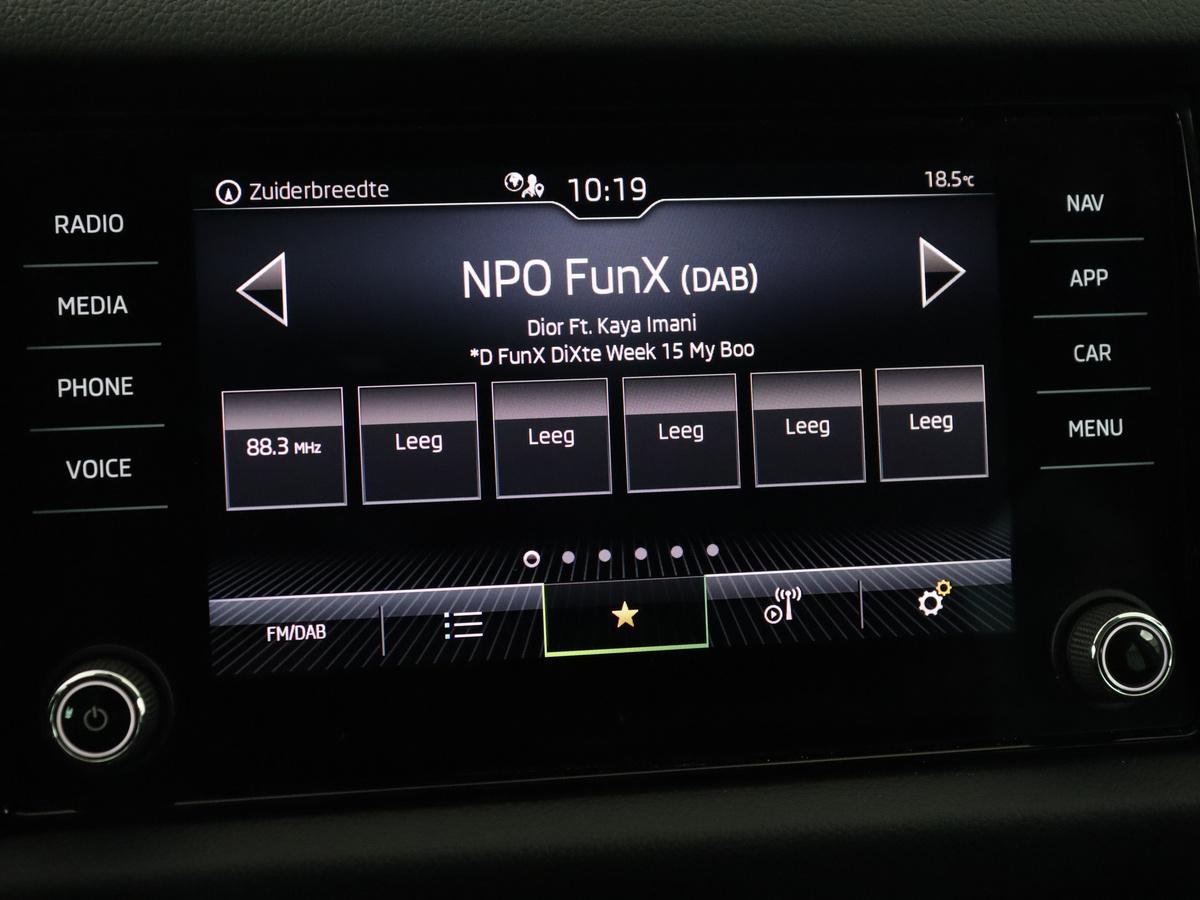 Zuiderbreedte
10:19
18.5°C
RADIO
MEDIA
PHONE
VOICE
NPO FunX (DAB)
Dior Ft. Kaya Imani
*D FunX DiXte Week 15 My Boo
88.3 MHz
Leeg
Leeg
Leeg
Leeg
Leeg
FM/DAB
NAV
APP
CAR
MENU